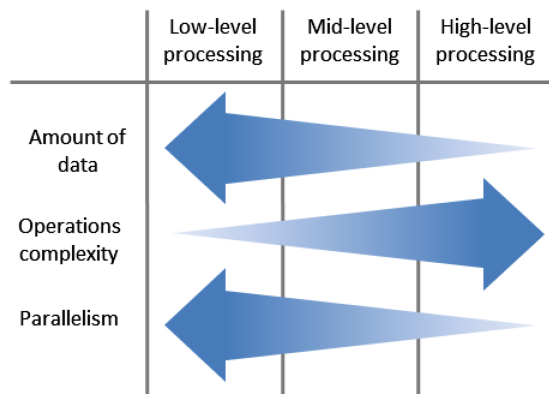 Low-level
processing
Mid-level
processing
High-level
processing
Amount of
data
Operations
complexity
Parallelism